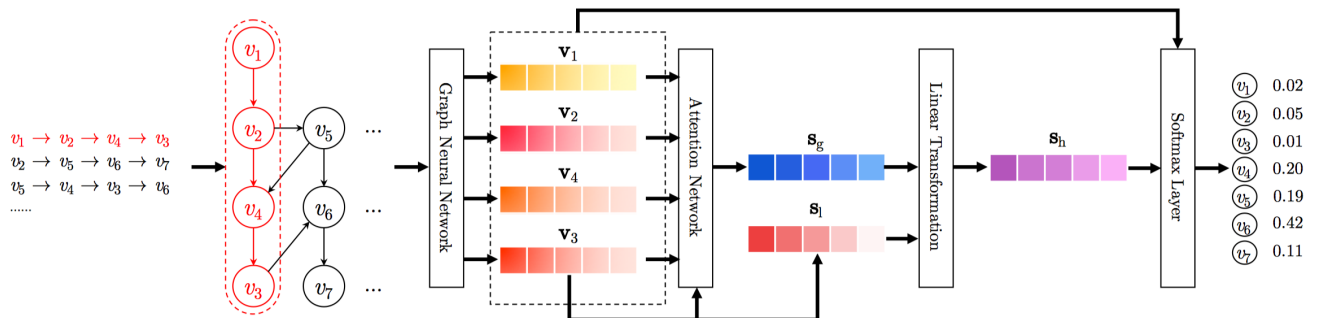 v1 → v2 → v4 → v3
v2 → v5 → v6 → v7
v5 → v4 → v3 → v6
......
v1
v2
v4
v3
v5
v6
v7
...
...
Graph Neural Network
v1
v2
v4
v3
Attention Network
sg
sl
Linear Transformation
sh
Softmax Layer
v1 0.02
v2 0.05
v3 0.01
v4 0.20
v5 0.19
v6 0.42
v7 0.11